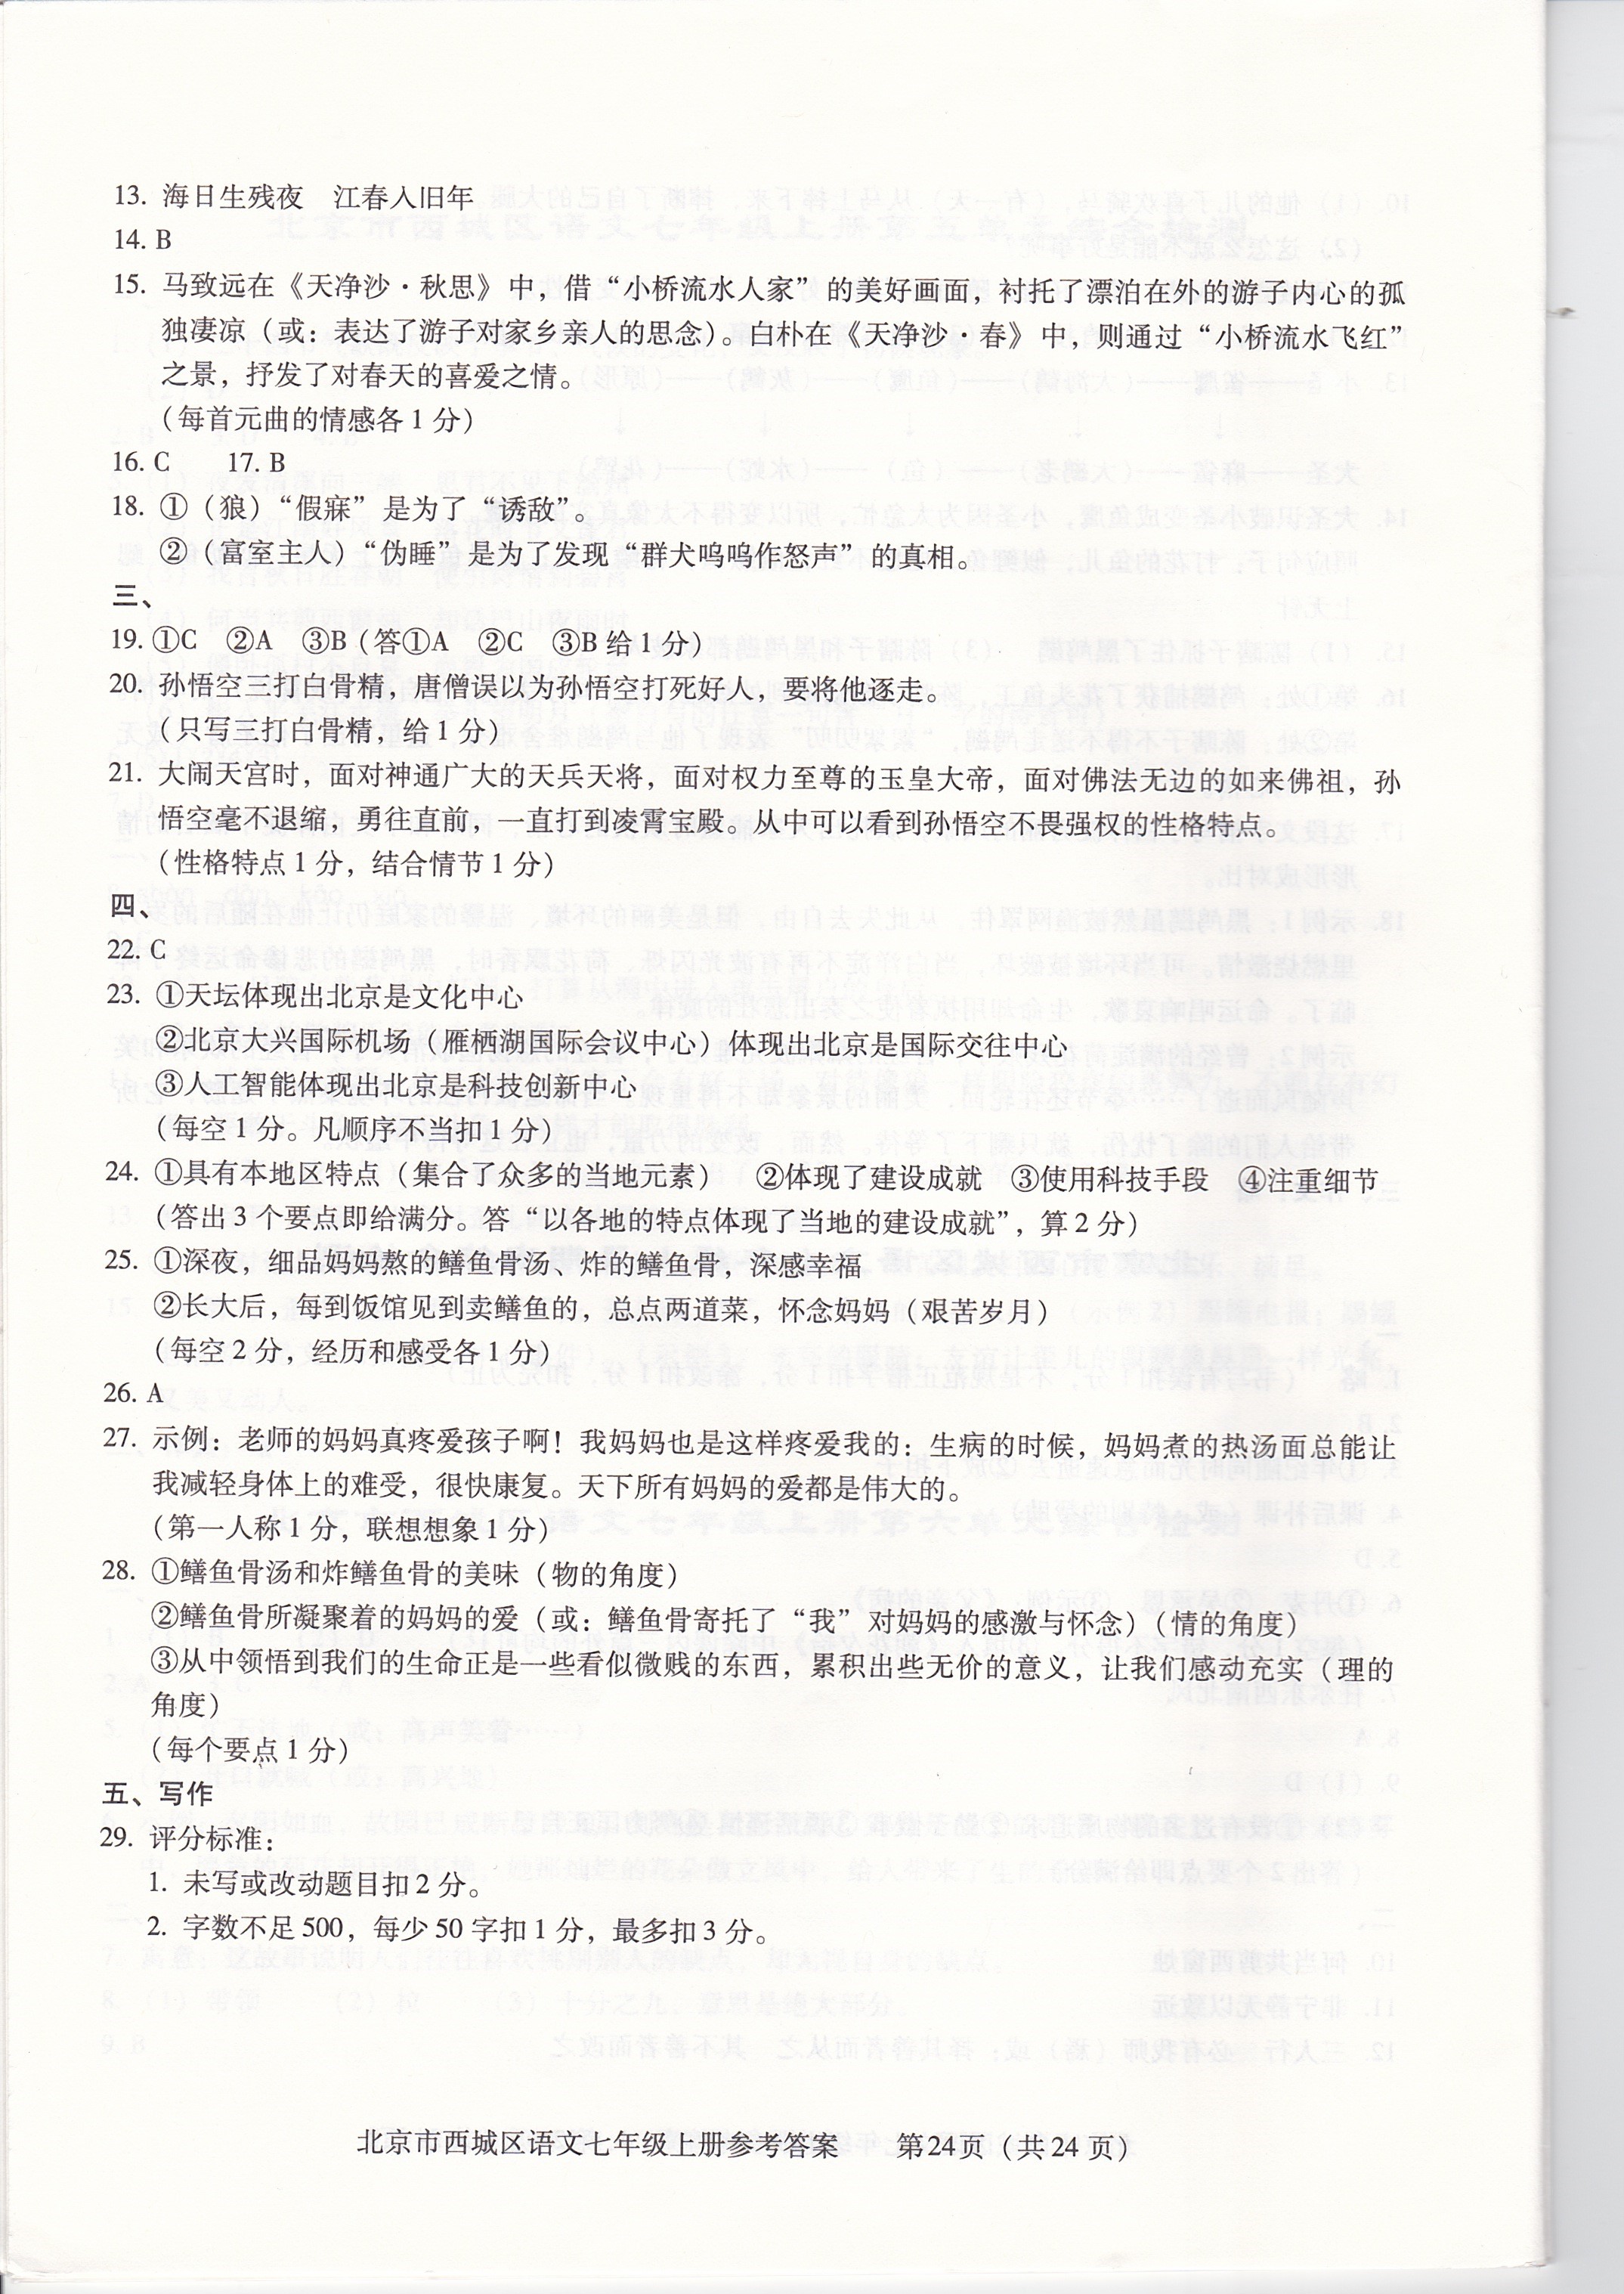 13. 海日生残夜　江春入旧年
14. B
15. 马致远在《天净沙·秋思》中，借“小桥流水人家”的美好画面，衬托了漂泊在外的游子内心的孤
独凄凉（或：表达了游子对家乡亲人的思念）。白朴在《天净沙·春》中，则通过“小桥流水飞红”
之景，抒发了对春天的喜爱之情。
（每首元曲的情感各1分）
16. C　　17. B
18. ①（狼）“假寐”是为了“诱敌”。
②（富室主人）“伪睡”是为了发现“群犬呜呜作怒声”的真相。
三、
19. ①C　②A　③B（答①A　②C　③B给1分）
20. 孙悟空三打白骨精，唐僧误以为孙悟空打死好人，要将他逐走。
（只写三打白骨精，给1分）
21. 大闹天宫时，面对神通广大的天兵天将，面对权力至尊的玉皇大帝，面对佛法无边的如来佛祖，孙
悟空毫不退缩，勇往直前，一直打到凌霄宝殿。从中可以看到孙悟空不畏强权的性格特点。
（性格特点1分，结合情节1分）
四、
22. C
23. ①天坛体现出北京是文化中心
②北京大兴国际机场（雁栖湖国际会议中心）体现出北京是国际交往中心
③人工智能体现出北京是科技创新中心
（每空1分。凡顺序不当扣1分）
24. ①具有本地区特点（集合了众多的当地元素）　②体现了建设成就　③使用科技手段　④注重细节
（答出3个要点即给满分。答“以各地的特点体现了当地的建设成就”，算2分）
25. ①深夜，细品妈妈熬的鳝鱼骨汤、炸的鳝鱼骨，深感幸福
②长大后，每到饭馆见到卖鳝鱼的，总点两道菜，怀念妈妈（艰苦岁月）
（每空2分，经历和感受各1分）
26. A
27. 示例：老师的妈妈真疼爱孩子啊！我妈妈也是这样疼爱我的：生病的时候，妈妈煮的热汤面总能让
我减轻身体上的难受，很快康复。天下所有妈妈的爱都是伟大的。
（第一人称1分，联想想象1分）
28. ①鳝鱼骨汤和炸鳝鱼骨的美味（物的角度）
②鳝鱼骨所凝聚着的妈妈的爱（或：鳝鱼骨寄托了“我”对妈妈的感激与怀念）（情的角度）
③从中领悟到我们的生命正是一些看似微贱的东西，累积出些无价的意义，让我们感动充实（理的
角度）
（每个要点1分）
五、写作
29. 评分标准：
1. 未写或改动题目扣2分。
2. 字数不足500，每少50字扣1分，最多扣3分。
北京市西城区语文七年级上册参考答案　　第24页（共24页）